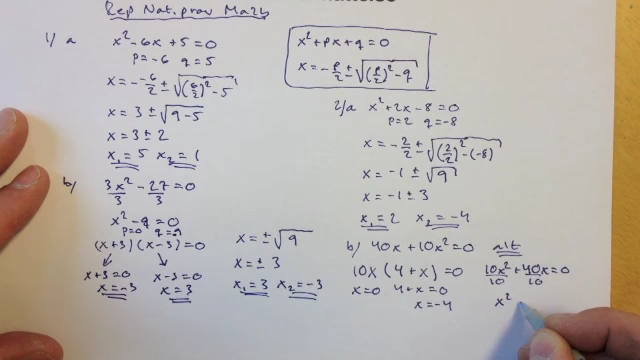 Rep Nat. prov Ma2b
1) a
x² - 6x + 5 = 0
p = -6 q = 5
x = - -6/2 ± √((6/2)² - 5)
x = 3 ± √(9-5)
x = 3 ± 2
x₁ = 5 x₂ = 1
b)
3x²/3 - 27/3 = 0
x² - 9 = 0
p=0 q=9
(x+3)(x-3) = 0
x+3=0 x-3=0
x=-3 x=3
x = ±√9
x = ± 3
x₁ = 3 x₂ = -3
x² + px + q = 0
x = - p/2 ± √((p/2)² - q)
2/a x² + 2x - 8 = 0
p=2 q=-8
x = - 2/2 ± √((2/2)² - (-8))
x = -1 ± √9
x = -1 ± 3
x₁ = 2 x₂ = -4
b) 40x + 10x² = 0 alt
10x (4 + x) = 0
x = 0 4 + x = 0
x = -4
10x²/10 + 40x/10 = 0
x²